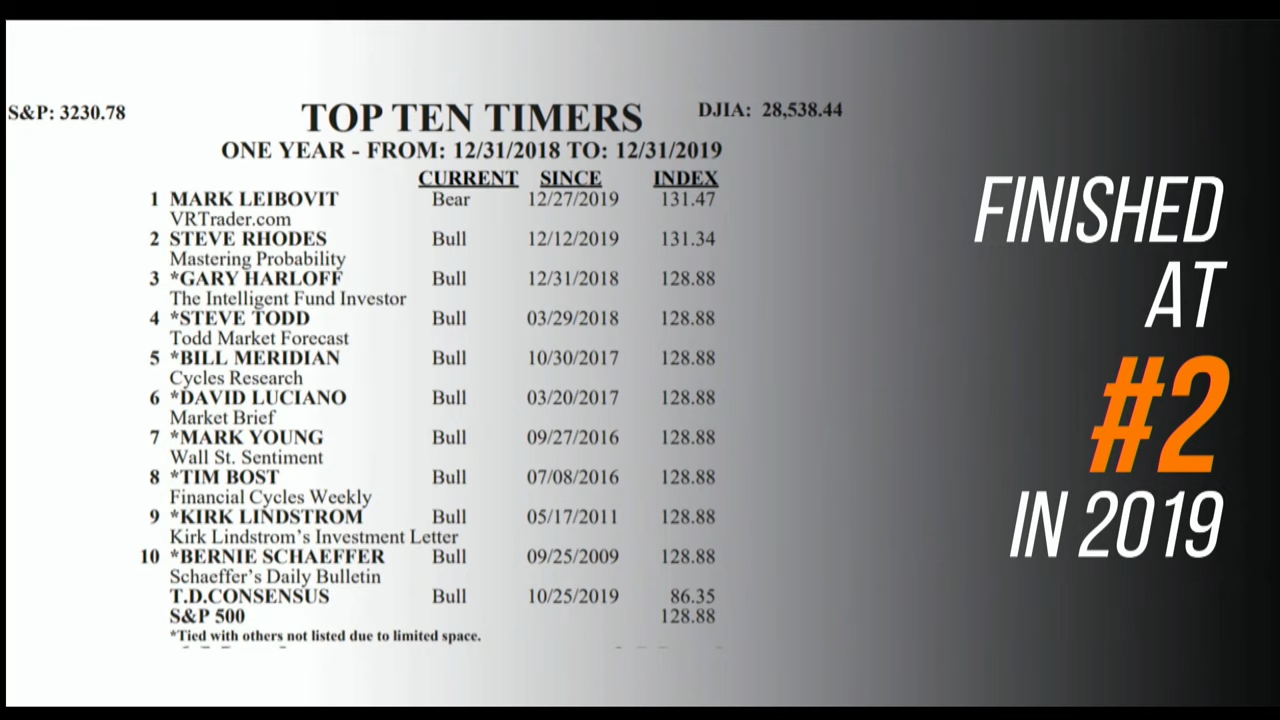 S&P: 3230.78
TOP TEN TIMERS
DJIA: 28,538.44
ONE YEAR - FROM: 12/31/2018 TO: 12/31/2019
CURRENT SINCE INDEX
1 MARK LEIBOVIT Bear 12/27/2019 131.47
VRTrader.com
2 STEVE RHODES Bull 12/12/2019 131.34
Mastering Probability
3 *GARY HARLOFF Bull 12/31/2018 128.88
The Intelligent Fund Investor
4 *STEVE TODD Bull 03/29/2018 128.88
Todd Market Forecast
5 *BILL MERIDIAN Bull 10/30/2017 128.88
Cycles Research
6 *DAVID LUCIANO Bull 03/20/2017 128.88
Market Brief
7 *MARK YOUNG Bull 09/27/2016 128.88
Wall St. Sentiment
8 *TIM BOST Bull 07/08/2016 128.88
Financial Cycles Weekly
9 *KIRK LINDSTROM Bull 05/17/2011 128.88
Kirk Lindstrom's Investment Letter
10 *BERNIE SCHAEFFER Bull 09/25/2009 128.88
Schaeffer's Daily Bulletin
T.D.CONSENSUS Bull 10/25/2019 86.35
S&P 500 128.88
*Tied with others not listed due to limited space.
FINISHED
AT
#2
IN 2019